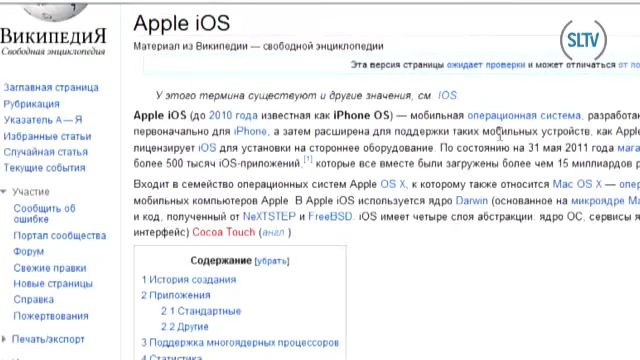 Apple iOS
SLTV
ВикипедиЯ
Свободная энциклопедия
Материал из Википедии — свободной энциклопедии
Эта версия страницы ожидает проверки и может отличаться от
У этого термина существуют и другие значения, см. IOS
Заглавная страница
Рубрикация
Указатель А — Я
Избранные статьи
Случайная статья
Текущие события
Участие
Сообщить об
ошибке
Портал сообщества
Форум
Свежие правки
Новые страницы
Справка
Пожертвования
Печать/экспорт
Apple iOS (до 2010 года известная как iPhone OS) — мобильная операционная система,
первоначально для iPhone, а затем расширена для поддержки таких мобильных устройств, как
лицензирует iOS для установки на стороннее оборудование. По состоянию на 31 мая 2011 года
более 500 тысяч iOS-приложений,[1] которые все вместе были загружены более чем 15 миллиардов
Входит в семейство операционных систем Apple OS X, к которому также относится Mac OS X —
мобильных компьютеров Apple. В Apple iOS используется ядро Darwin (основанное на микроядре
и код, полученный от NeXTSTEP и FreeBSD. iOS имеет четыре слоя абстракции: ядро ОС, сервисы
интерфейс) Cocoa Touch (англ.)
Содержание [убрать]
1 История создания
2 Приложения
2.1 Стандартные
2.2 Другие
3 Поддержка многоядерных процессоров
4 Статистика